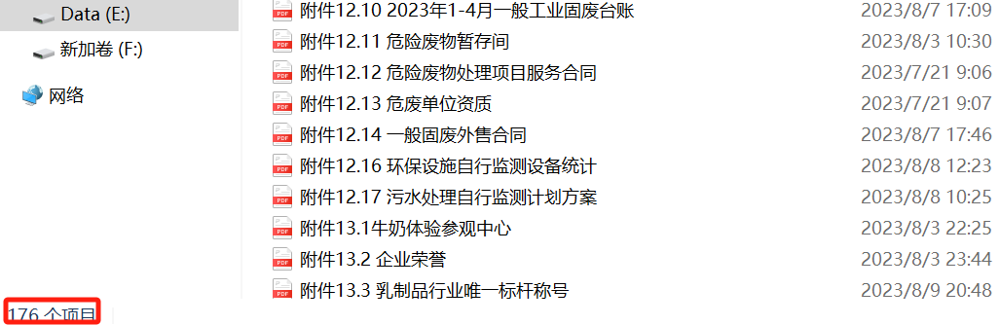 Data (E:)
新加卷 (F:)
网络
附件12.10 2023年1-4月一般工业固废台账 2023/8/7 17:09
附件12.11 危险废物暂存间 2023/8/3 10:30
附件12.12 危险废物处理项目服务合同 2023/7/21 9:06
附件12.13 危废单位资质 2023/7/21 9:07
附件12.14 一般固废外售合同 2023/8/7 17:46
附件12.16 环保设施自行监测设备统计 2023/8/8 12:23
附件12.17 污水处理自行监测计划方案 2023/8/8 10:25
附件13.1牛奶体验参观中心 2023/8/3 22:25
附件13.2 企业荣誉 2023/8/3 23:44
附件13.3 乳制品行业唯一标杆称号 2023/8/9 20:48
176 个项目